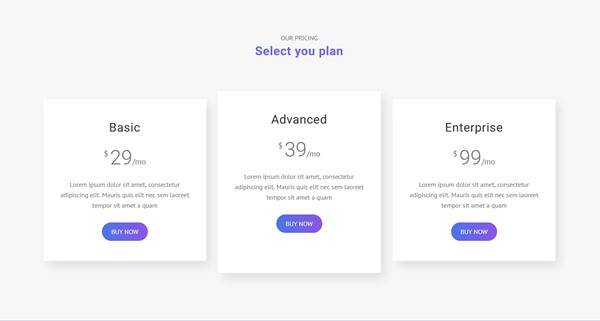 OUR PRICING
Select you plan
Basic
$29/mo
Lorem ipsum dolor sit amet, consectetur
adipiscing elit. Mauris quis elit nec sem laoreet
tempor sit amet a quam
BUY NOW
Advanced
$39/mo
Lorem ipsum dolor sit amet, consectetur
adipiscing elit. Mauris quis elit nec sem laoreet
tempor sit amet a quam
BUY NOW
Enterprise
$99/mo
Lorem ipsum dolor sit amet, consectetur
adipiscing elit. Mauris quis elit nec sem laoreet
tempor sit amet a quam
BUY NOW